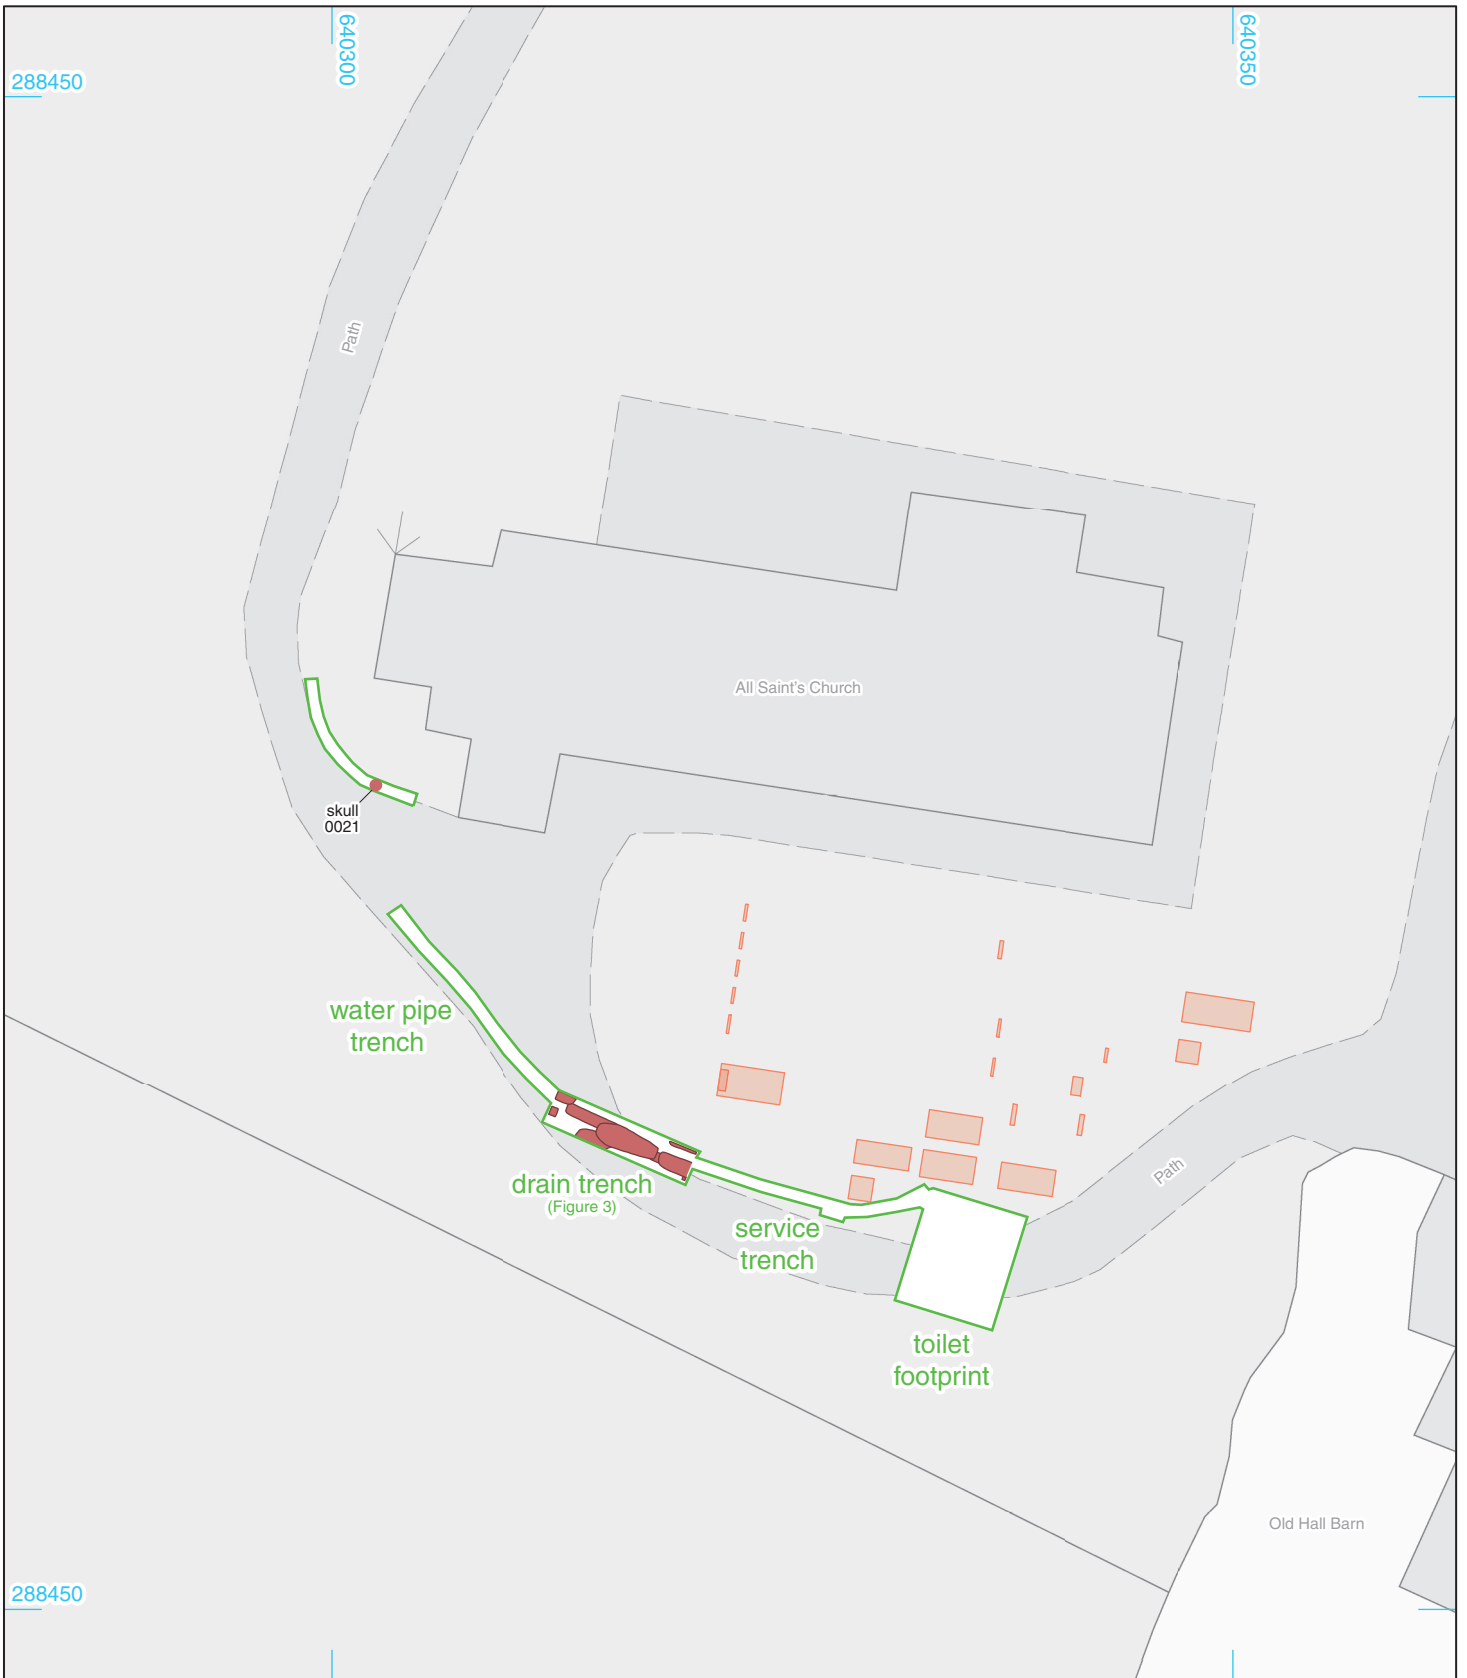 640300
640350
288450
Path
All Saint's Church
skull
0021
water pipe
trench
drain trench
(Figure 3)
service
trench
Path
toilet
footprint
Old Hall Barn
288450